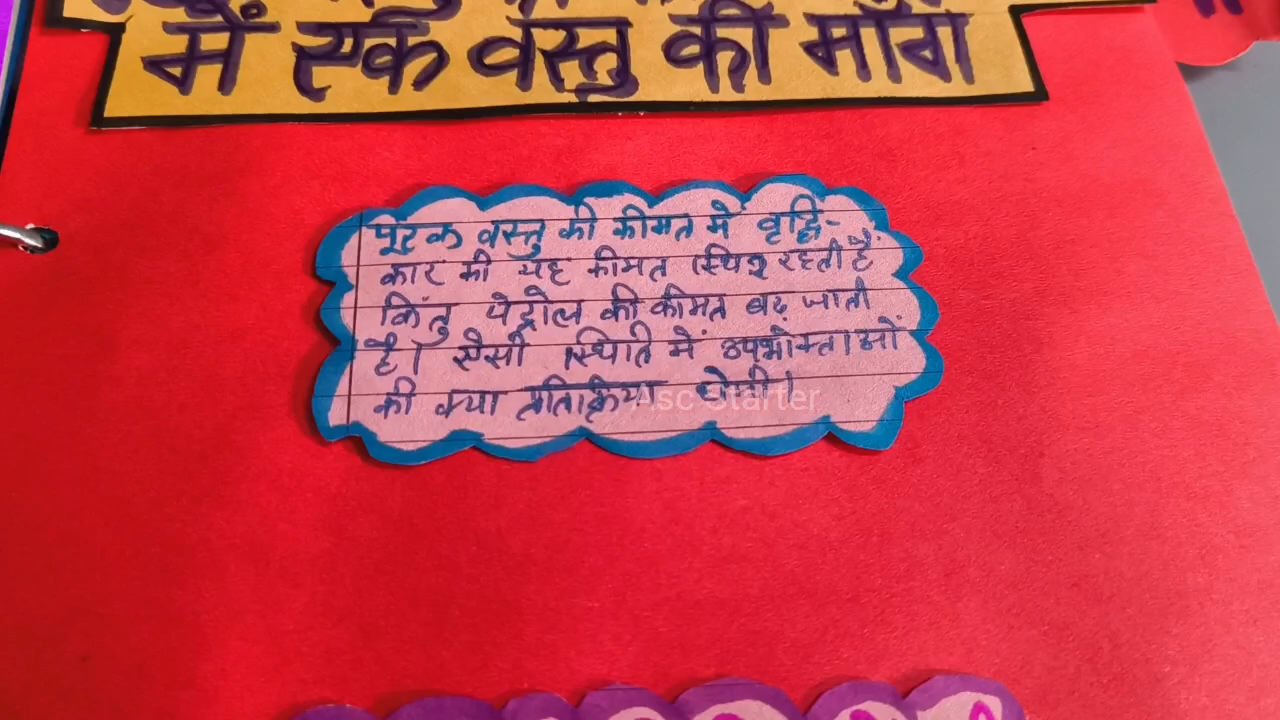 में एक वस्तु की माँग
पूरक वस्तु की कीमत में वृद्धि-
कार की यह कीमत स्थिर रहती है
किंतु पेट्रोल की कीमत बढ़ जाती
है। ऐसी स्थिति में उपभोक्ताओं
की क्या प्रतिक्रिया होगी।
Asc Starter